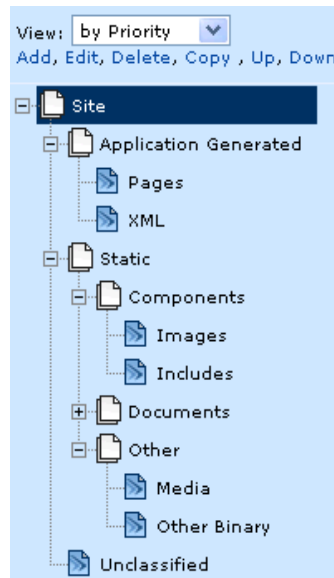 View: by Priority
Add, Edit, Delete, Copy , Up, Down
Site
Application Generated
Pages
XML
Static
Components
Images
Includes
Documents
Other
Media
Other Binary
Unclassified